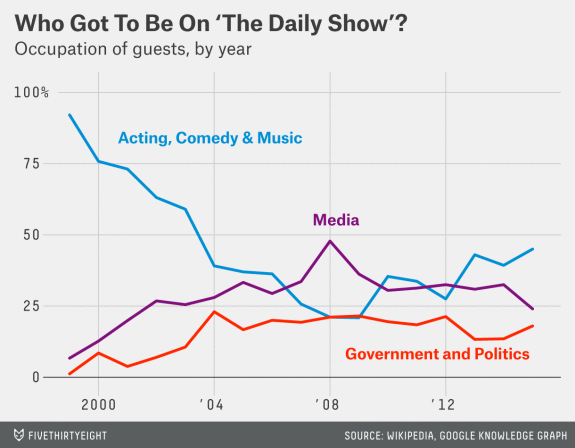 Who Got To Be On ‘The Daily Show’?
Occupation of guests, by year
100%
Acting, Comedy & Music
75
Media
50
25
Government and Politics
0
2000 ’04 ’08 ’12
FIVETHIRTYEIGHT SOURCE: WIKIPEDIA, GOOGLE KNOWLEDGE GRAPH